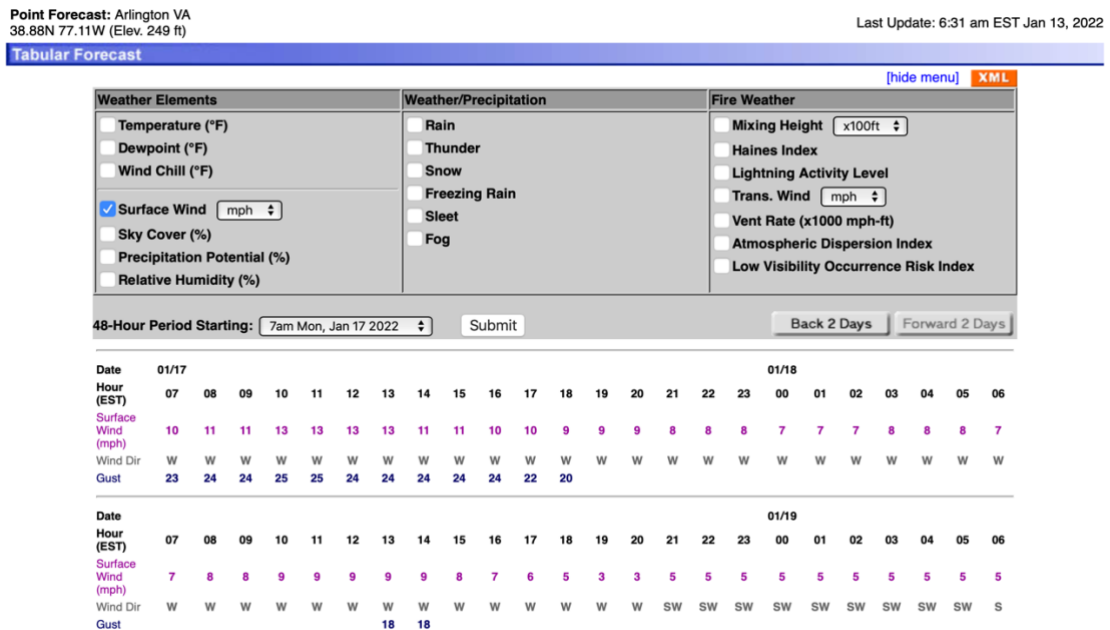 Point Forecast: Arlington VA
38.88N 77.11W (Elev. 249 ft)
Last Update: 6:31 am EST Jan 13, 2022
Tabular Forecast
[hide menu] XML
Weather Elements
Temperature (°F)
Dewpoint (°F)
Wind Chill (°F)
Surface Wind mph
Sky Cover (%)
Precipitation Potential (%)
Relative Humidity (%)
Weather/Precipitation
Rain
Thunder
Snow
Freezing Rain
Sleet
Fog
Fire Weather
Mixing Height x100ft
Haines Index
Lightning Activity Level
Trans. Wind mph
Vent Rate (x1000 mph-ft)
Atmospheric Dispersion Index
Low Visibility Occurrence Risk Index
48-Hour Period Starting: 7am Mon, Jan 17 2022 Submit Back 2 Days Forward 2 Days
Date 01/17 01/18
Hour (EST) 07 08 09 10 11 12 13 14 15 16 17 18 19 20 21 22 23 00 01 02 03 04 05 06
Surface Wind (mph) 10 11 11 13 13 13 13 11 11 10 10 9 9 9 8 8 8 7 7 7 8 8 8 7
Wind Dir W W W W W W W W W W W W W W W W W W W W W W W W
Gust 23 24 24 25 25 24 24 24 24 24 22 20
Date 01/19
Hour (EST) 07 08 09 10 11 12 13 14 15 16 17 18 19 20 21 22 23 00 01 02 03 04 05 06
Surface Wind (mph) 7 8 8 9 9 9 9 9 8 7 6 5 3 3 5 5 5 5 5 5 5 5 5 5
Wind Dir W W W W W W W W W W W W W W SW SW SW SW SW SW SW SW SW S
Gust 18 18